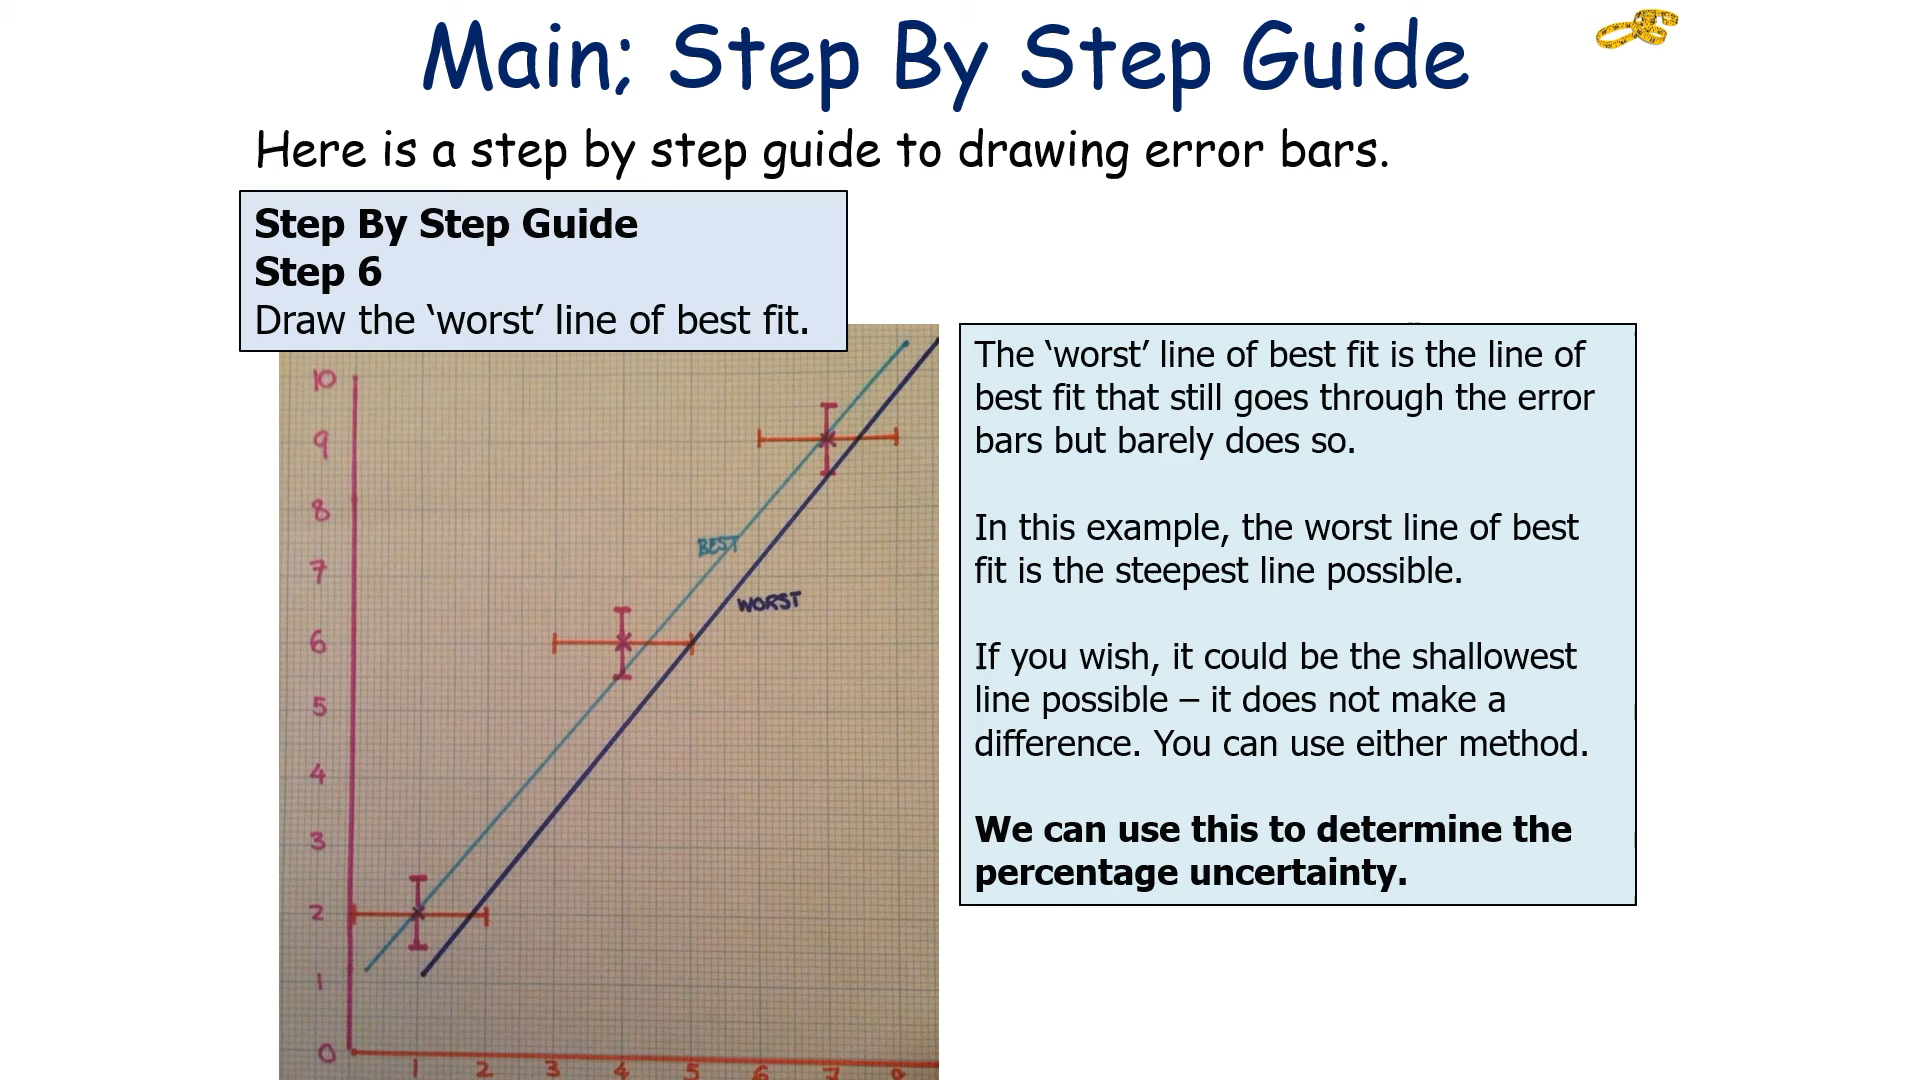 Main; Step By Step Guide
Here is a step by step guide to drawing error bars.
Step By Step Guide
Step 6
Draw the ‘worst’ line of best fit.
The ‘worst’ line of best fit is the line of
best fit that still goes through the error
bars but barely does so.
In this example, the worst line of best
fit is the steepest line possible.
If you wish, it could be the shallowest
line possible – it does not make a
difference. You can use either method.
We can use this to determine the
percentage uncertainty.
10
9
8
7
6
5
4
3
2
1
0
BEST
WORST
1 2 3 4 5 6 7